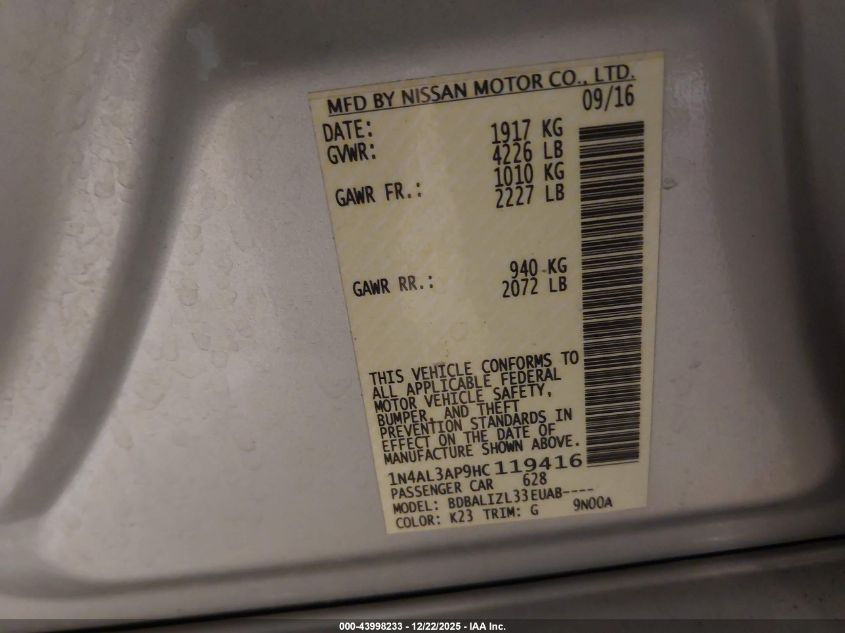 MFD BY NISSAN MOTOR CO., LTD.
DATE: 09/16
GVWR: 1917 KG
4226 LB
GAWR FR.: 1010 KG
2227 LB
GAWR RR.: 940 KG
2072 LB
THIS VEHICLE CONFORMS TO
ALL APPLICABLE FEDERAL
MOTOR VEHICLE SAFETY,
BUMPER, AND THEFT
PREVENTION STANDARDS IN
EFFECT ON THE DATE OF
MANUFACTURE SHOWN ABOVE.
1N4AL3AP9HC119416
PASSENGER CAR 628
MODEL: BDBALIZL33EUAB----
COLOR: K23 TRIM: G 9N00A
000-43998233 - 12/22/2025 - IAA Inc.